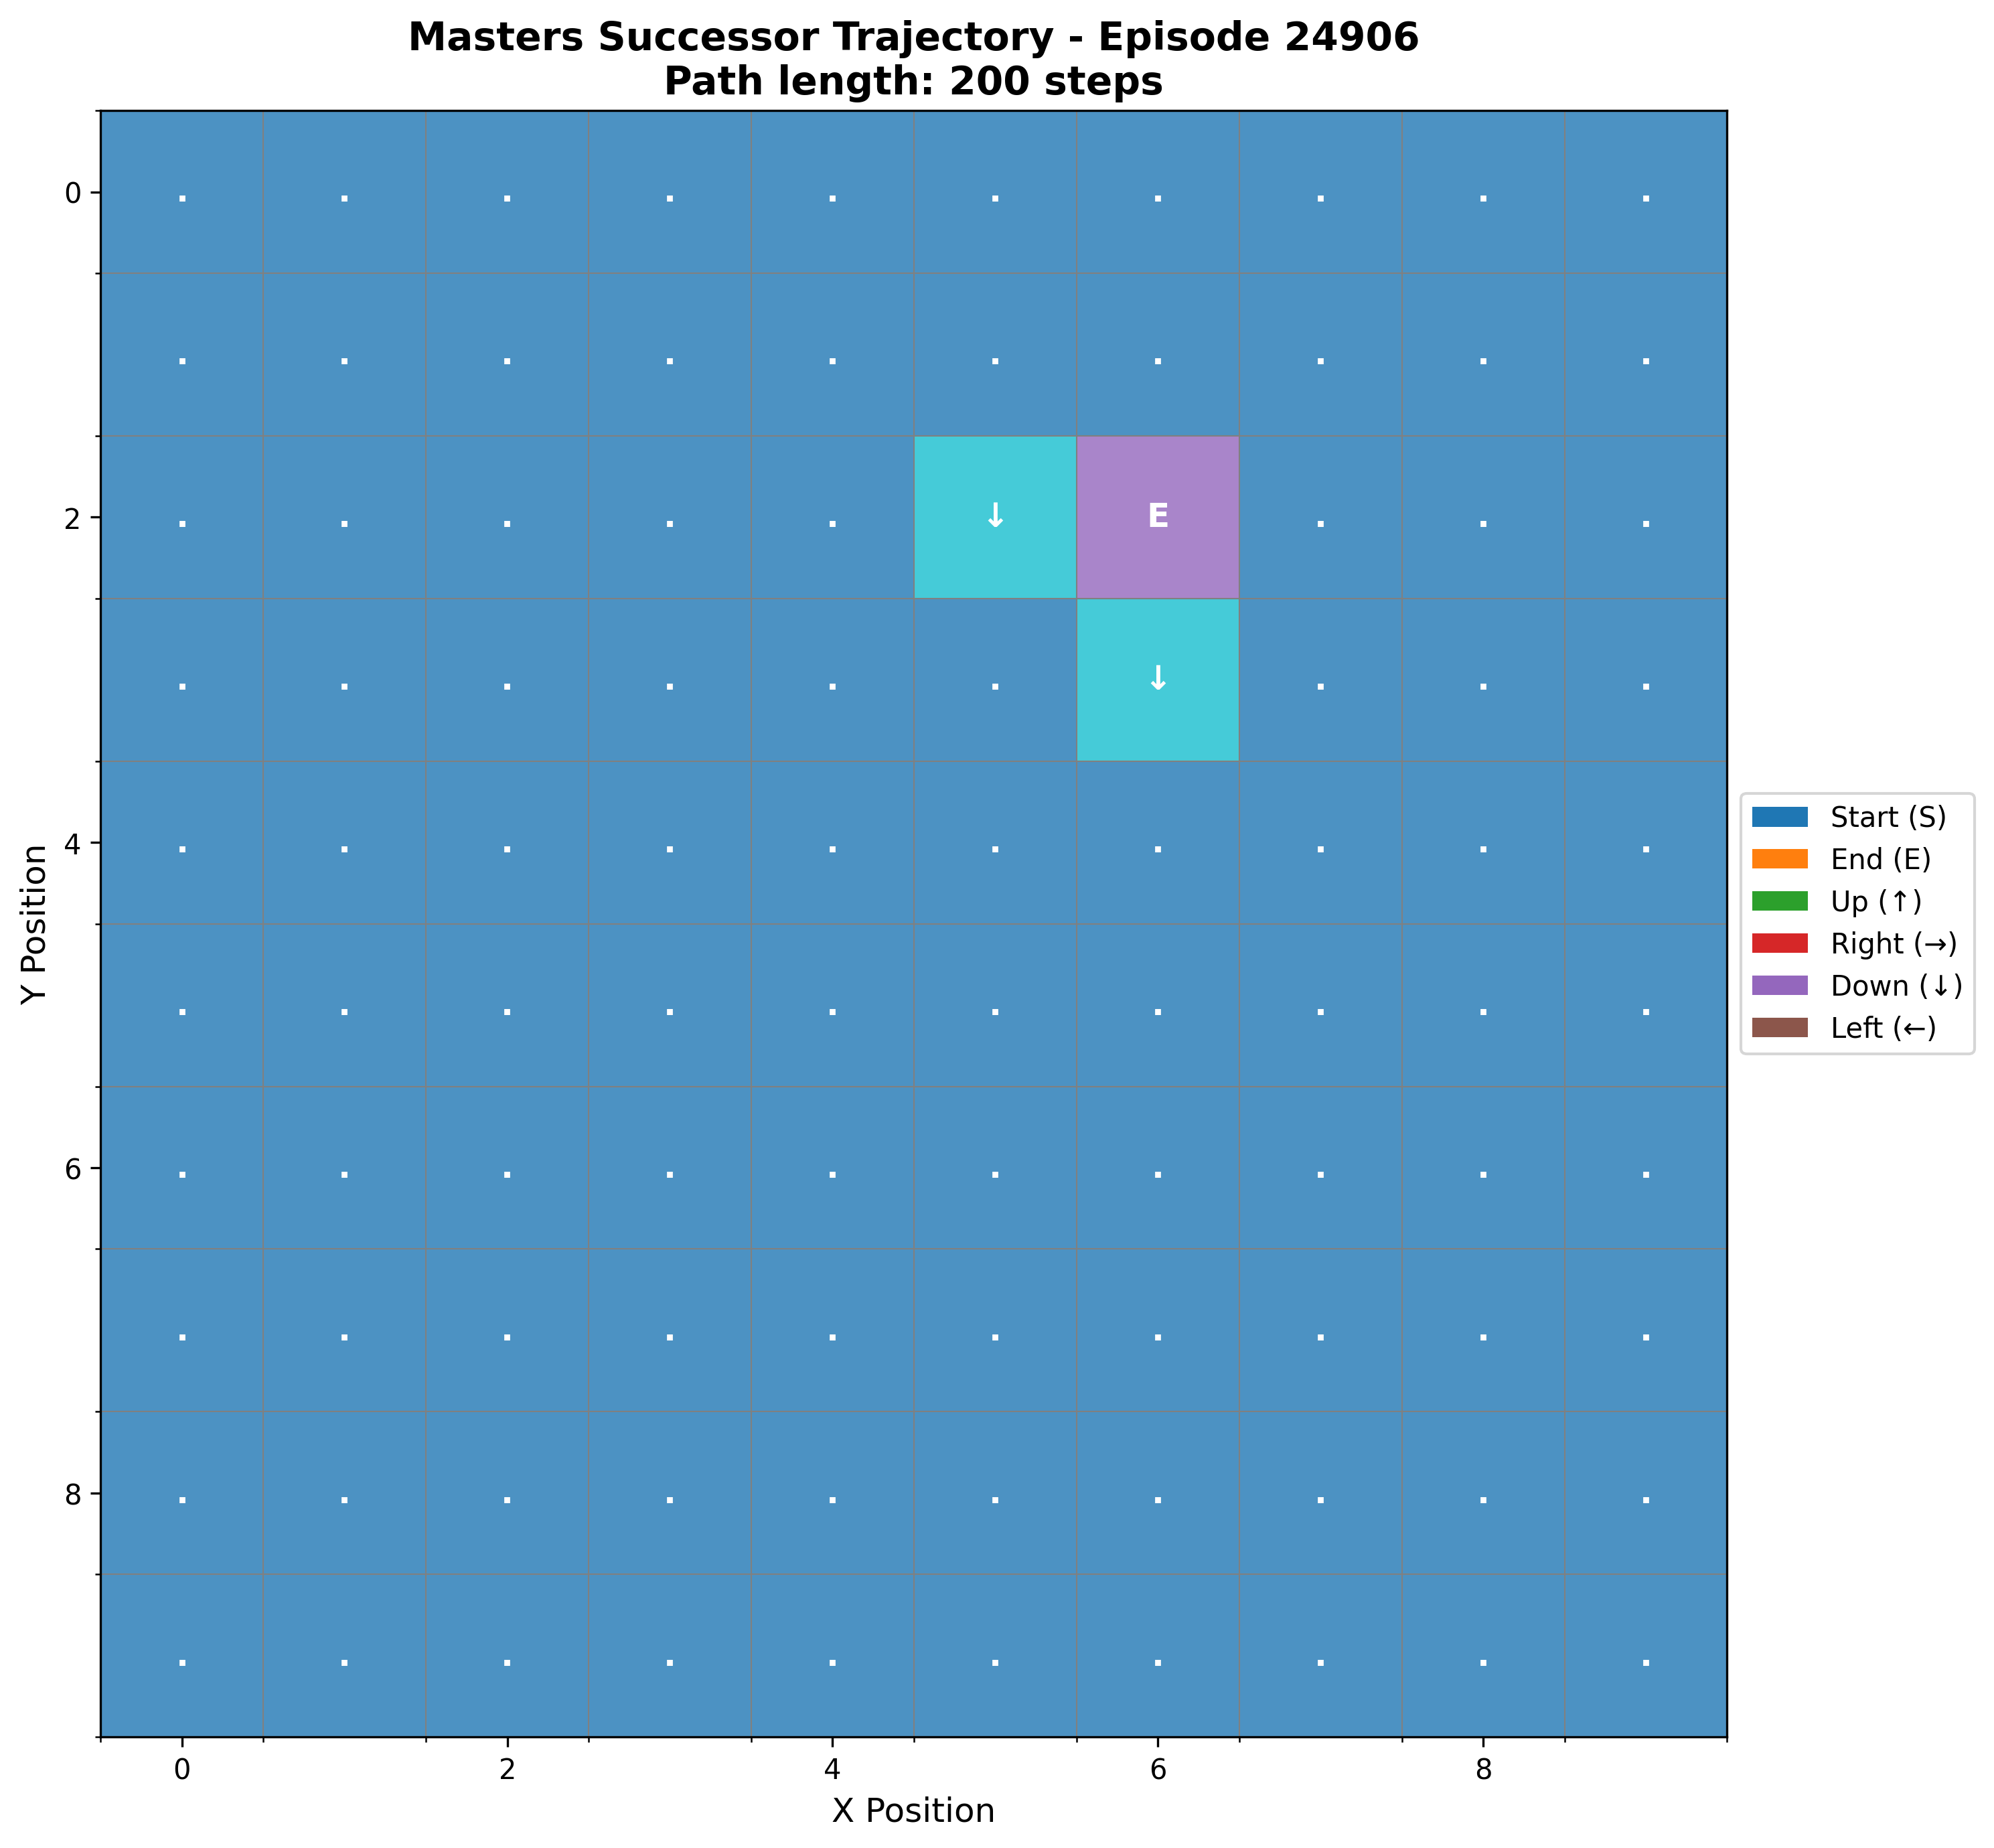 Masters Successor Trajectory - Episode 24906
Path length: 200 steps
0
2
4
6
8
Y Position
↓ E
↓
0 2 4 6 8
X Position
Start (S)
End (E)
Up (↑)
Right (→)
Down (↓)
Left (←)